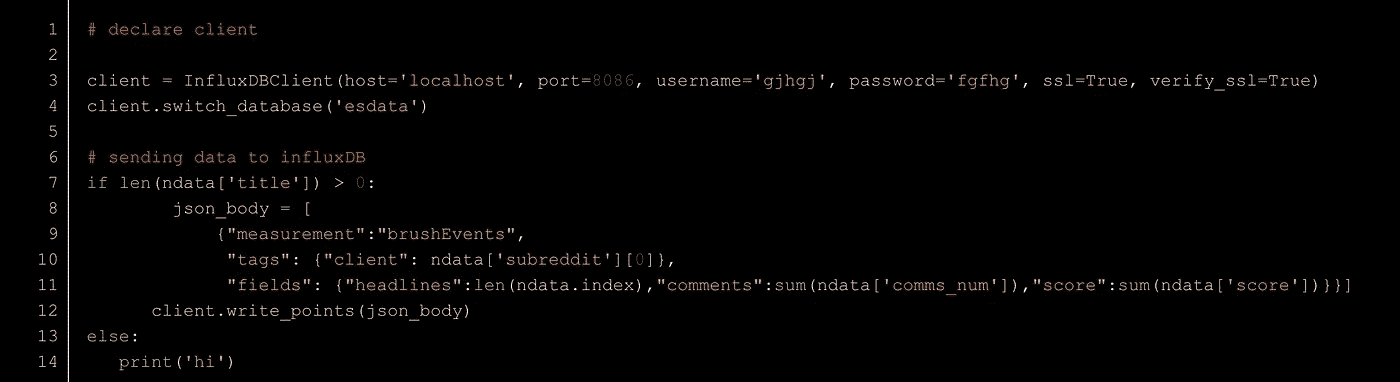 1 # declare client
2
3 client = InfluxDBClient(host='localhost', port=8086, username='gjhgj', password='fgfhg', ssl=True, verify_ssl=True)
4 client.switch_database('esdata')
5
6 # sending data to influxDB
7 if len(ndata['title']) > 0:
8         json_body = [
9             {"measurement":"brushEvents",
10             "tags": {"client": ndata['subreddit'][0]},
11             "fields": {"headlines":len(ndata.index),"comments":sum(ndata['comms_num']),"score":sum(ndata['score'])}}]
12       client.write_points(json_body)
13 else:
14    print('hi')